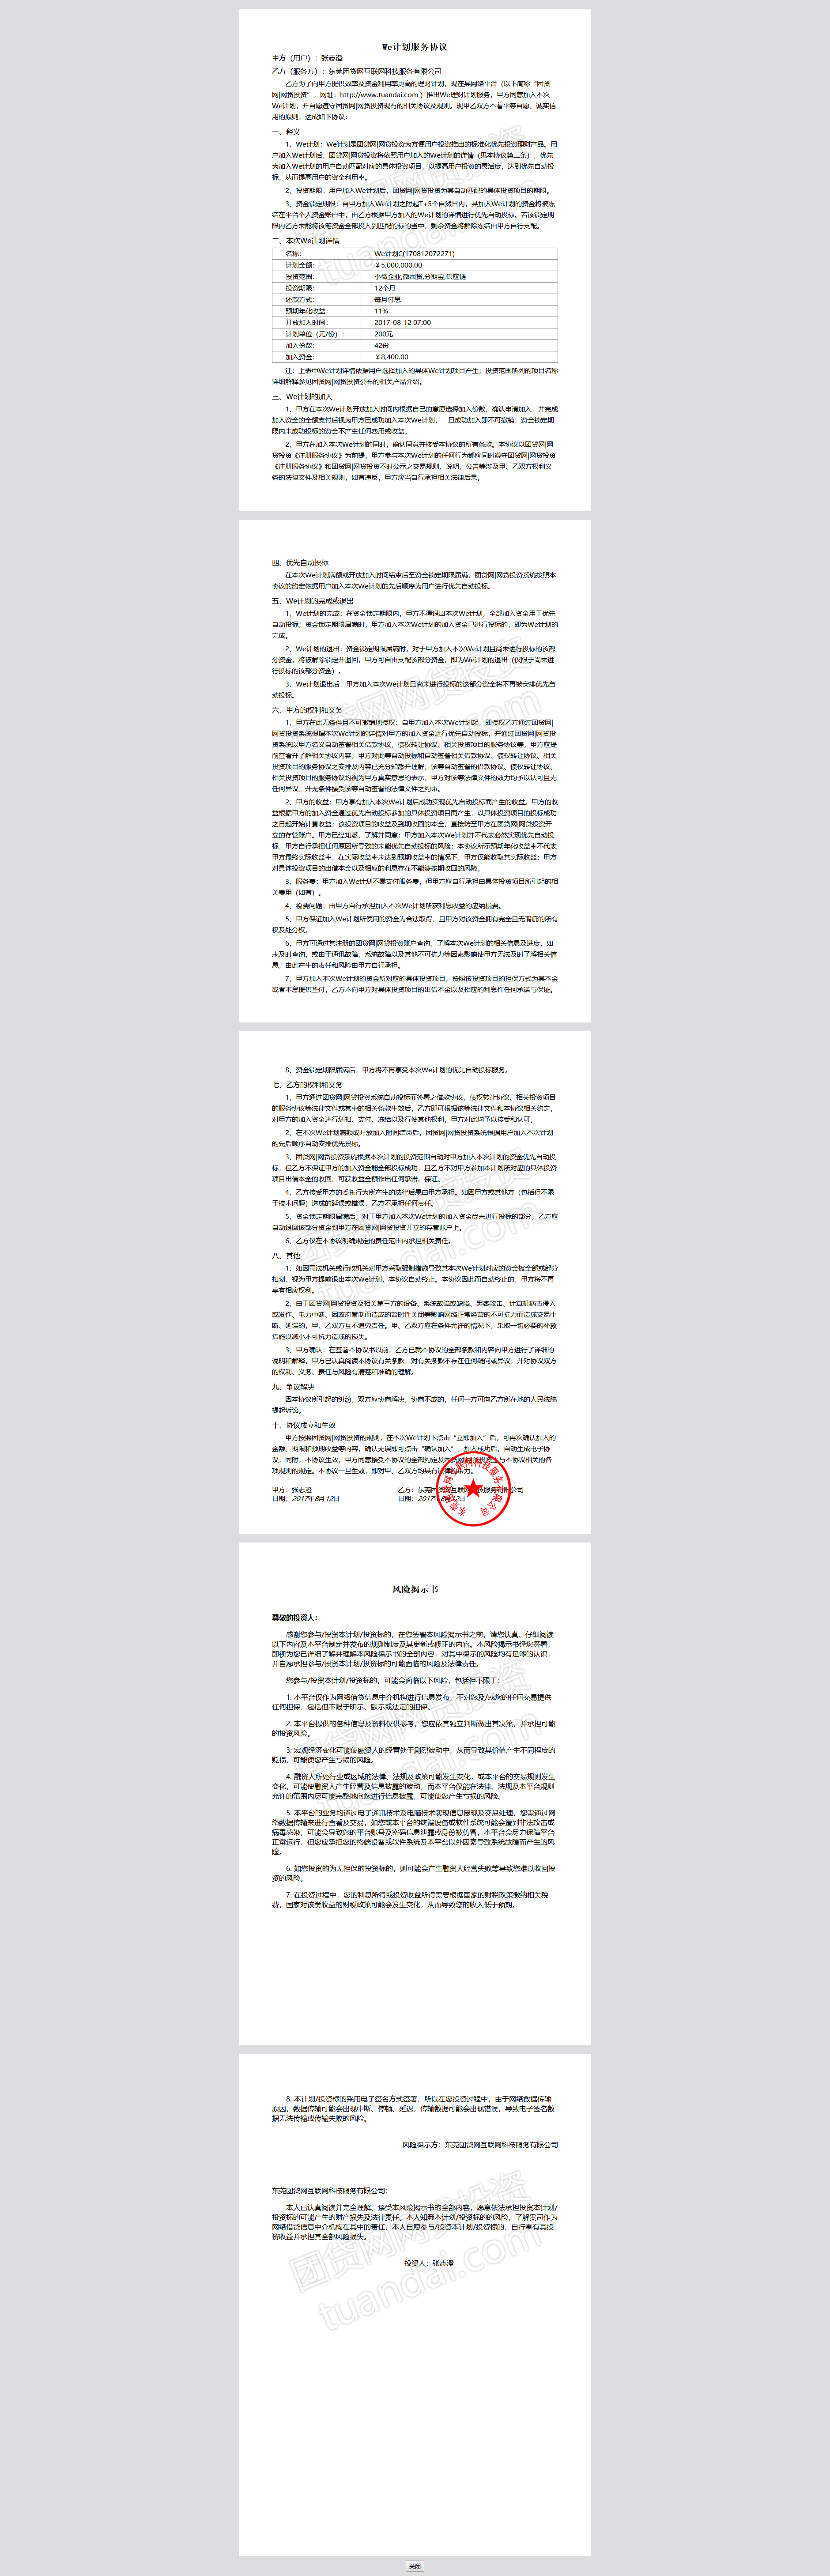 We计划服务协议
甲方（用户）：张志澄
乙方（服务方）：东莞团贷网互联网科技服务有限公司
乙方为了向甲方提供效率及资金利用率更高的理财计划，现在其网络平台（以下简称“团贷
网|网贷投资”，网址：http://www.tuandai.com ）推出We理财计划服务，甲方同意加入本次
We计划，并自愿遵守团贷网|网贷投资现有的相关协议及规则。现甲乙双方本着平等自愿、诚实信
用的原则，达成如下协议：
一、释义
1、We计划：We计划是团贷网|网贷投资为方便用户投资推出的标准化优先投资理财产品。用
户加入We计划后，团贷网|网贷投资将依照用户加入的We计划的详情（见本协议第二条），优先
为加入We计划的用户自动匹配对应的具体投资项目，以提高用户投资的灵活度，达到优先自动投
标，从而提高用户的资金利用率。
2、投资期限：用户加入We计划后，团贷网|网贷投资为其自动匹配的具体投资项目的期限。
3、资金锁定期限：自甲方加入We计划之时起T+5个自然日内，其加入We计划的资金将被冻
结在平台个人资金账户中，由乙方根据甲方加入的We计划的详情进行优先自动投标。若该锁定期
限内乙方未能将该笔资金全部投入到匹配的标的当中，剩余资金将解除冻结由甲方自行支配。
二、本次We计划详情
名称： We计划C(170812072271)
计划金额： ￥5,000,000.00
投资范围： 小微企业,微团贷,分期宝,供应链
投资期限： 12个月
还款方式： 每月付息
预期年化收益： 11%
开放加入时间： 2017-08-12 07:00
计划单位（元/份）： 200元
加入份数： 42份
加入资金： ￥8,400.00
注：上表中We计划详情依据用户选择加入的具体We计划项目产生；投资范围所列的项目名称
详细解释参见团贷网|网贷投资公布的相关产品介绍。
三、We计划的加入
1、甲方在本次We计划开放加入时间内根据自己的意愿选择加入份数，确认申请加入，并完成
加入资金的全额支付后视为甲方已成功加入本次We计划，一旦成功加入即不可撤销，资金锁定期
限内未成功投标的资金不产生任何费用或收益。
2、甲方在加入本次We计划的同时，确认同意并接受本协议的所有条款。本协议以团贷网|网
贷投资《注册服务协议》为前提，甲方参与本次We计划的任何行为都应同时遵守团贷网|网贷投资
《注册服务协议》和团贷网|网贷投资不时公示之交易规则、说明、公告等涉及甲、乙双方权利义
务的法律文件及相关规则，如有违反，甲方应当自行承担相关法律后果。
四、优先自动投标
在本次We计划满额或开放加入时间结束后至资金锁定期限届满，团贷网|网贷投资系统按照本
协议的约定依据用户加入本次We计划的先后顺序为用户进行优先自动投标。
五、We计划的完成或退出
1、We计划的完成：在资金锁定期限内，甲方不得退出本次We计划，全部加入资金用于优先
自动投标；资金锁定期限届满时，甲方加入本次We计划的加入资金已进行投标的，即为We计划的
完成。
2、We计划的退出：资金锁定期限届满时，对于甲方加入本次We计划且尚未进行投标的该部
分资金，将被解除锁定并退回，甲方可自由支配该部分资金，即为We计划的退出（仅限于尚未进
行投标的该部分资金）。
3、We计划退出后，甲方加入本次We计划且尚未进行投标的该部分资金将不再被安排优先自
动投标。
六、甲方的权利和义务
1、甲方在此无条件且不可撤销地授权：自甲方加入本次We计划起，即授权乙方通过团贷网|
网贷投资系统根据本次We计划的详情对甲方的加入资金进行优先自动投标，并通过团贷网|网贷投
资系统以甲方名义自动签署相关借款协议、债权转让协议、相关投资项目的服务协议等，甲方应提
前查看并了解相关协议内容；甲方对此等自动投标和自动签署相关借款协议、债权转让协议、相关
投资项目的服务协议之安排及内容已充分知悉并理解；该等自动签署的借款协议、债权转让协议、
相关投资项目的服务协议均视为甲方真实意思的表示，甲方对该等法律文件的效力均予以认可且无
任何异议，并无条件接受该等自动签署的法律文件之约束。
2、甲方的收益：甲方享有加入本次We计划后成功实现优先自动投标而产生的收益。甲方的收
益根据甲方的加入资金通过优先自动投标参加的具体投资项目而产生，以具体投资项目的投标成功
之日起开始计算收益；该投资项目的收益及到期收回的本金，直接转至甲方在团贷网|网贷投资开
立的存管账户。甲方已经知悉、了解并同意：甲方加入本次We计划并不代表必然实现优先自动投
标，甲方自行承担任何原因所导致的未能优先自动投标的风险；本协议所示预期年化收益率不代表
甲方最终实际收益率，在实际收益率未达到预期收益率的情况下，甲方仅能收取其实际收益；甲方
对具体投资项目的出借本金以及相应的利息存在不能够按期收回的风险。
3、服务费：甲方加入We计划不需支付服务费，但甲方应自行承担由具体投资项目所引起的相
关费用（如有）。
4、税费问题：由甲方自行承担加入本次We计划所获利息收益的应纳税费。
5、甲方保证加入We计划所使用的资金为合法取得，且甲方对该资金拥有完全且无瑕疵的所有
权及处分权。
6、甲方可通过其注册的团贷网|网贷投资账户查询、了解本次We计划的相关信息及进度，如
未及时查询，或由于通讯故障、系统故障以及其他不可抗力等因素影响使甲方无法及时了解相关信
息，由此产生的责任和风险由甲方自行承担。
7、甲方加入本次We计划的资金所对应的具体投资项目，按照该投资项目的担保方式为其本金
或者本息提供垫付，乙方不向甲方对具体投资项目的出借本金以及相应的利息作任何承诺与保证。
8、资金锁定期限届满后，甲方将不再享受本次We计划的优先自动投标服务。
七、乙方的权利和义务
1、甲方通过团贷网|网贷投资系统自动投标而签署之借款协议、债权转让协议、相关投资项目
的服务协议等法律文件或其中的相关条款生效后，乙方即可根据该等法律文件和本协议相关约定，
对甲方的加入资金进行划扣、支付、冻结以及行使其他权利，甲方对此均予以接受和认可。
2、在本次We计划满额或开放加入时间结束后，团贷网|网贷投资系统根据用户加入本次计划
的先后顺序自动安排优先投标。
3、团贷网|网贷投资系统根据本次计划的投资范围自动对甲方加入本次计划的资金优先自动投
标，但乙方不保证甲方的加入资金能全部投标成功，且乙方不对甲方参加本计划所对应的具体投资
项目出借本金的收回、可获收益金额作出任何承诺、保证。
4、乙方接受甲方的委托行为所产生的法律后果由甲方承担。如因甲方或其他方（包括但不限
于技术问题）造成的延误或错误，乙方不承担任何责任。
5、资金锁定期限届满后，对于甲方加入本次We计划的加入资金尚未进行投标的部分，乙方应
自动退回该部分资金到甲方在团贷网|网贷投资开立的存管账户上。
6、乙方仅在本协议明确规定的责任范围内承担相关责任。
八、其他
1、如因司法机关或行政机关对甲方采取强制措施导致其本次We计划对应的资金被全部或部分
扣划，视为甲方提前退出本次We计划，本协议自动终止。本协议因此而自动终止的，甲方将不再
享有相应权利。
2、由于团贷网|网贷投资及相关第三方的设备、系统故障或缺陷、黑客攻击、计算机病毒侵入
或发作、电力中断、因政府管制而造成的暂时性关闭等影响网络正常经营的不可抗力而造成交易中
断、延误的，甲、乙双方互不追究责任。甲、乙双方应在条件允许的情况下，采取一切必要的补救
措施以减小不可抗力造成的损失。
3、甲方确认：在签署本协议书以前，乙方已就本协议的全部条款和内容向甲方进行了详细的
说明和解释，甲方已认真阅读本协议有关条款，对有关条款不存在任何疑问或异议，并对协议双方
的权利、义务、责任与风险有清楚和准确的理解。
九、争议解决
因本协议所引起的纠纷，双方应协商解决，协商不成的，任何一方可向乙方所在地的人民法院
提起诉讼。
十、协议成立和生效
甲方按照团贷网|网贷投资的规则，在本次We计划下点击“立即加入”后，可再次确认加入的
金额、期限和预期收益等内容，确认无误即可点击“确认加入”，加入成功后，自动生成电子协
议，同时，本协议生效，甲方同意接受本协议的全部约定及团贷网|网贷投资上与本协议相关的各
项规则的规定。本协议一旦生效，即对甲、乙双方均具有法律约束力。
甲方：张志澄 乙方：东莞团贷网互联网科技服务有限公司
日期：2017年8月12日 日期：2017年8月12日
东莞团贷网互联网科技服务有限公司
风险揭示书
尊敬的投资人：
感谢您参与/投资本计划/投资标的，在您签署本风险揭示书之前，请您认真、仔细阅读
以下内容及本平台制定并发布的规则制度及其更新或修正的内容。本风险揭示书经您签署，
即视为您已详细了解并理解本风险揭示书的全部内容，对其中揭示的风险均有足够的认识，
并自愿承担参与/投资本计划/投资标的可能面临的风险及法律责任。
您参与/投资本计划/投资标的，可能会面临以下风险，包括但不限于：
1. 本平台仅作为网络借贷信息中介机构进行信息发布，不对您及/或您的任何交易提供
任何担保，包括但不限于明示、默示或法定的担保。
2. 本平台提供的各种信息及资料仅供参考，您应依其独立判断做出其决策，并承担可能
的投资风险。
3. 宏观经济变化可能使融资人的经营处于剧烈波动中，从而导致其价值产生不同程度的
贬损，可能使您产生亏损的风险。
4. 融资人所处行业或区域的法律、法规及政策可能发生变化，或本平台的交易规则发生
变化，可能使融资人产生经营及信息披露的波动，而本平台仅能在法律、法规及本平台规则
允许的范围内尽可能完整地向您进行信息披露，可能使您产生亏损的风险。
5. 本平台的业务均通过电子通讯技术及电脑技术实现信息展现及交易处理，您需通过网
络数据传输来进行查看及交易，如您或本平台的终端设备或软件系统可能会遭到非法攻击或
病毒感染，可能会导致您的平台账号及密码信息泄露或身份被仿冒，本平台会尽力保障平台
正常运行，但您应承担您的终端设备或软件系统及本平台以外因素导致系统故障而产生的风
险。
6. 如您投资的为无担保的投资标的，则可能会产生融资人经营失败等导致您难以收回投
资的风险。
7. 在投资过程中，您的利息所得或投资收益所得需要根据国家的财税政策缴纳相关税
费，国家对该类收益的财税政策可能会发生变化，从而导致您的收入低于预期。
8. 本计划/投资标的采用电子签名方式签署，所以在您投资过程中，由于网络数据传输
原因，数据传输可能会出现中断、停顿、延迟，传输数据可能会出现错误，导致电子签名数
据无法传输或传输失败的风险。
风险揭示方：东莞团贷网互联网科技服务有限公司
东莞团贷网互联网科技服务有限公司：
本人已认真阅读并完全理解、接受本风险揭示书的全部内容，愿意依法承担投资本计划/
投资标的可能产生的财产损失及法律责任。本人知悉本计划/投资标的的风险，了解贵司作为
网络借贷信息中介机构在其中的责任，本人自愿参与/投资本计划/投资标的，自行享有其投
资收益并承担其全部风险损失。
投资人：张志澄
团贷网网贷投资
tuandai.com
关闭